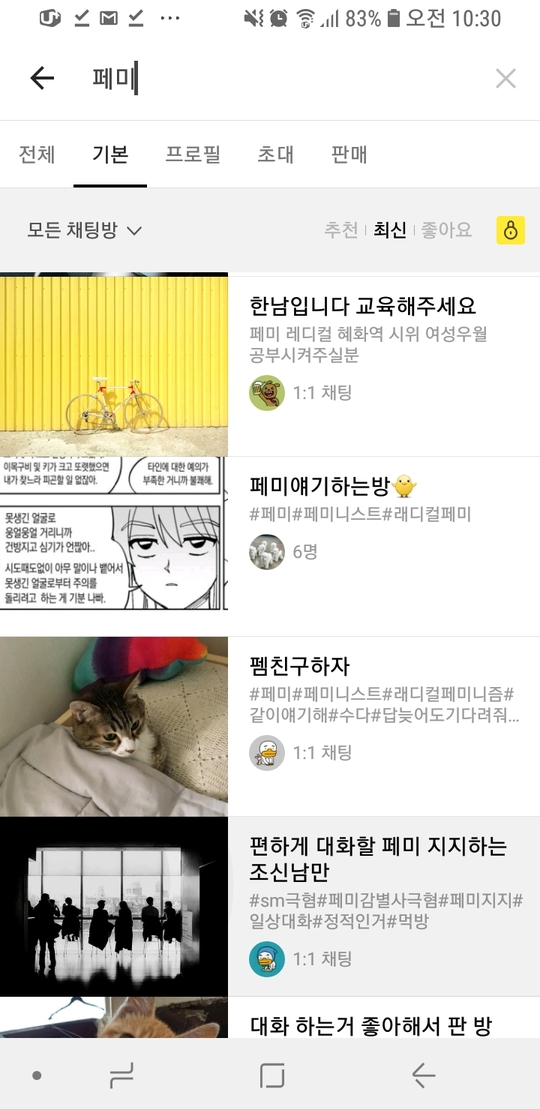 83% 오전 10:30
페미
전체 기본 프로필 초대 판매
모든 채팅방 추천 최신 좋아요
한남입니다 교육해주세요
페미 레디컬 혜화역 시위 여성우월
공부시켜주실분
1:1 채팅
이목구비 및 키가 크고 또렷했으면
내가 찾느라 피곤할 일 없잖아.
타인에 대한 예의가
부족한 거니까 불쾌해.
못생긴 얼굴로
웅얼웅얼 거리니까
건방지고 심기가 언짢아..
시도때도없이 아무 말이나 뱉어서
못생긴 얼굴로부터 주의를
돌리려고 하는 게 기분 나빠.
페미얘기하는방🐥
#페미#페미니스트#래디컬페미
6명
펨친구하자
#페미#페미니스트#래디컬페미니즘#
같이얘기해#수다#답늦어도기다려줘...
1:1 채팅
편하게 대화할 페미 지지하는
조신남만
#sm극혐#페미감별사극혐#페미지지#
일상대화#정적인거#먹방
1:1 채팅
대화 하는거 좋아해서 판 방